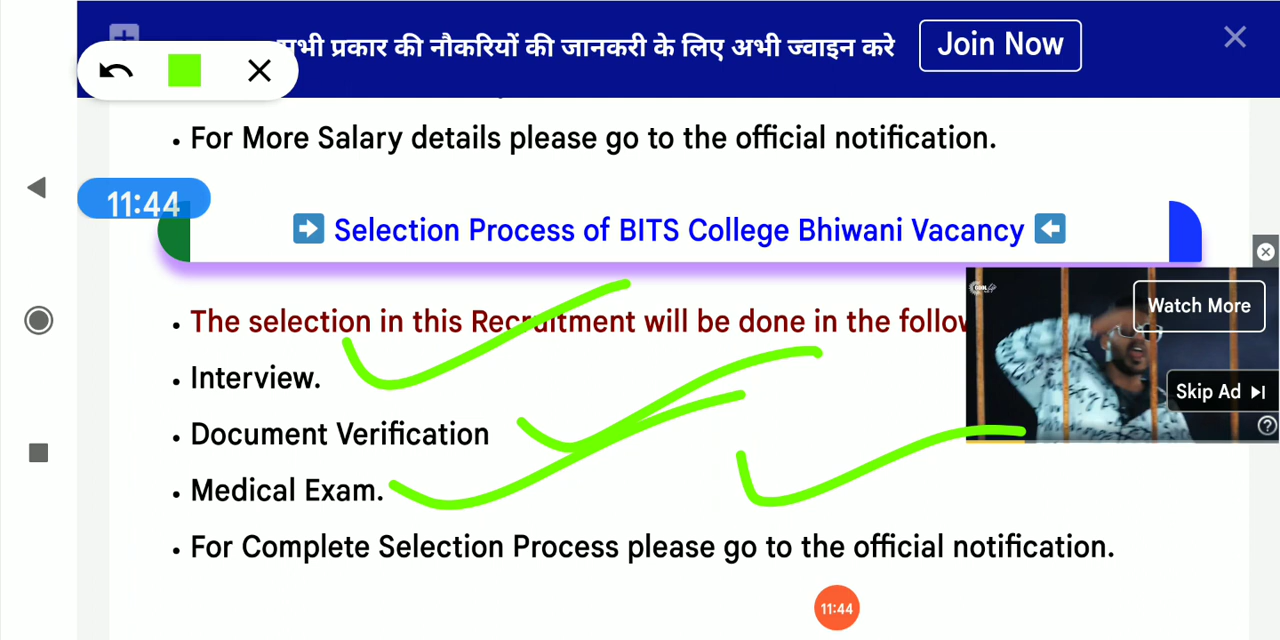 सभी प्रकार की नौकरियों की जानकरी के लिए अभी ज्वाइन करे
Join Now
For More Salary details please go to the official notification.
11:44
Selection Process of BITS College Bhiwani Vacancy
Watch More
The selection in this Recruitment will be done in the follow
Interview.
Skip Ad
Document Verification
Medical Exam.
For Complete Selection Process please go to the official notification.
11:44